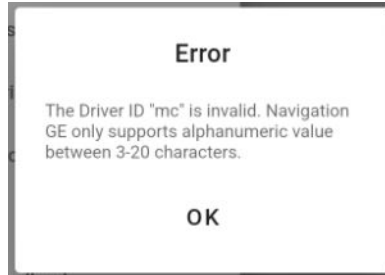 Error
The Driver ID "mc" is invalid. Navigation
GE only supports alphanumeric value
between 3-20 characters.
OK